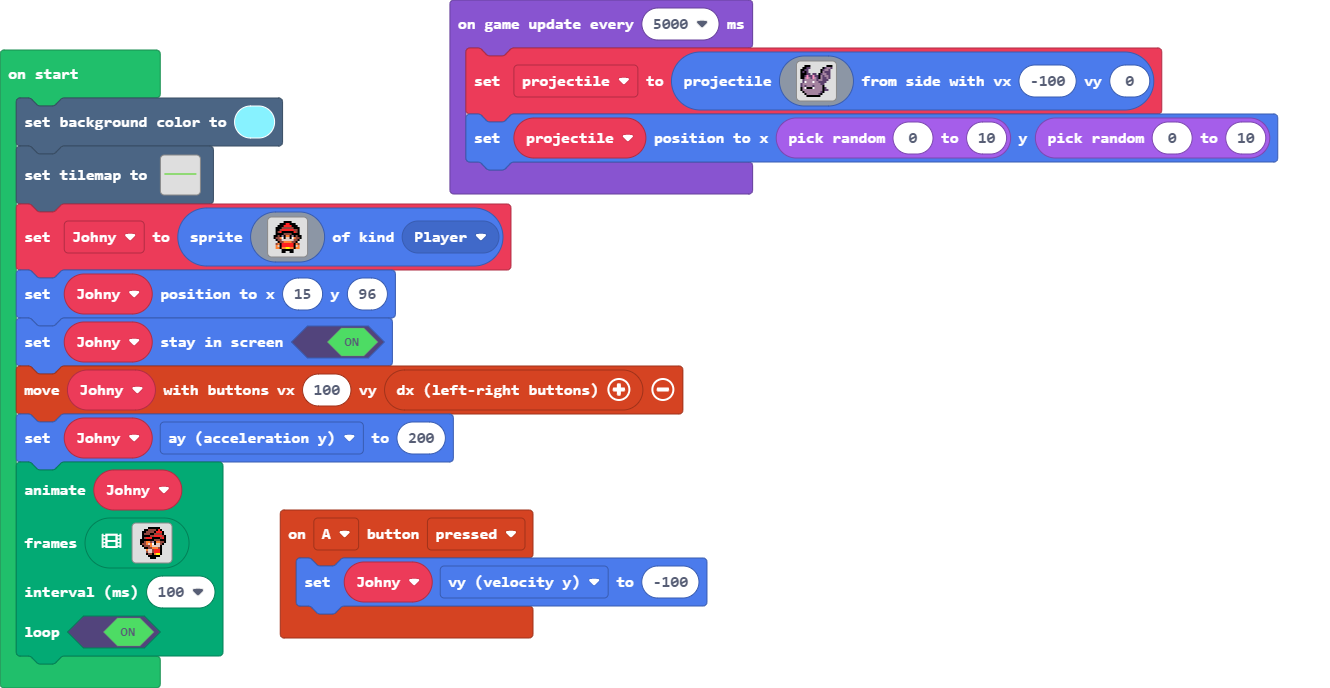 on start
set background color to
set tilemap to
set Johny to sprite of kind Player
set Johny position to x 15 y 96
set Johny stay in screen ON
move Johny with buttons vx 100 vy dx (left-right buttons)
set Johny ay (acceleration y) to 200
animate Johny
frames
interval (ms) 100
loop ON
on game update every 5000 ms
set projectile to projectile from side with vx -100 vy 0
set projectile position to x pick random 0 to 10 y pick random 0 to 10
on A button pressed
set Johny vy (velocity y) to -100